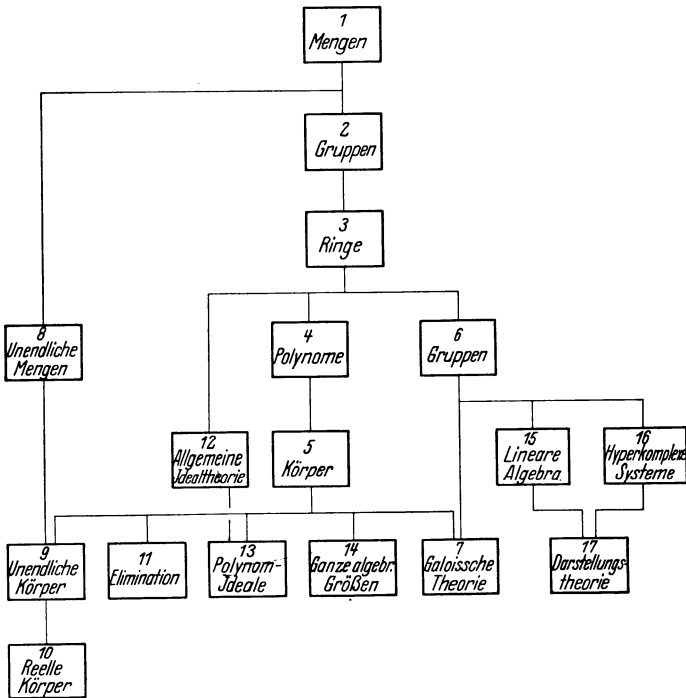 1
Mengen
2
Gruppen
3
Ringe
8
Unendliche
Mengen
4
Polynome
6
Gruppen
12
Allgemeine
Idealtheorie
5
Körper
15
Lineare
Algebra.
16
Hyperkomplexe
Systeme
9
Unendliche
Körper
11
Elimination
13
Polynom-
Jdeale
14
Ganze algebr.
Größen
7
Galoissche
Theorie
17
Darstellungs-
theorie
10
Reelle
Körper